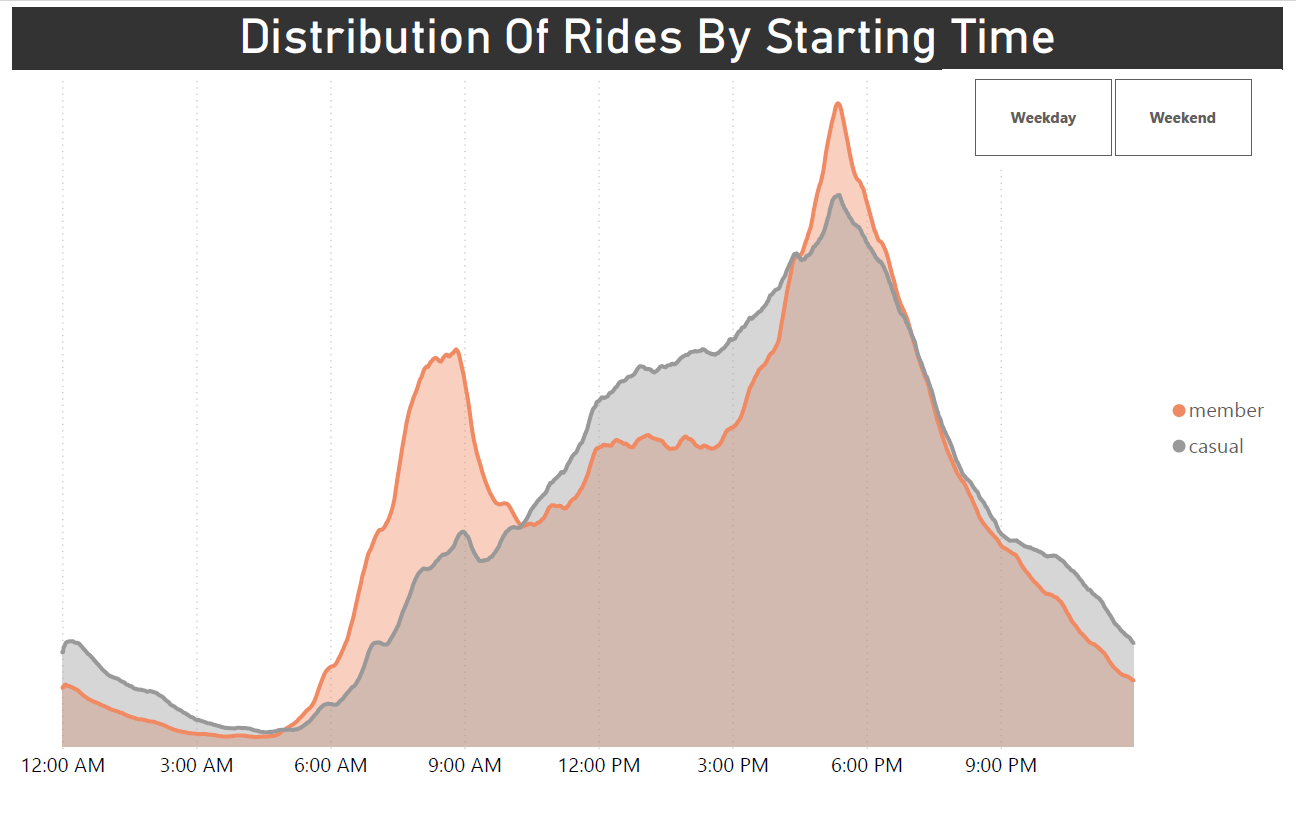 Distribution Of Rides By Starting Time
Weekday
Weekend
member
casual
12:00 AM 3:00 AM 6:00 AM 9:00 AM 12:00 PM 3:00 PM 6:00 PM 9:00 PM